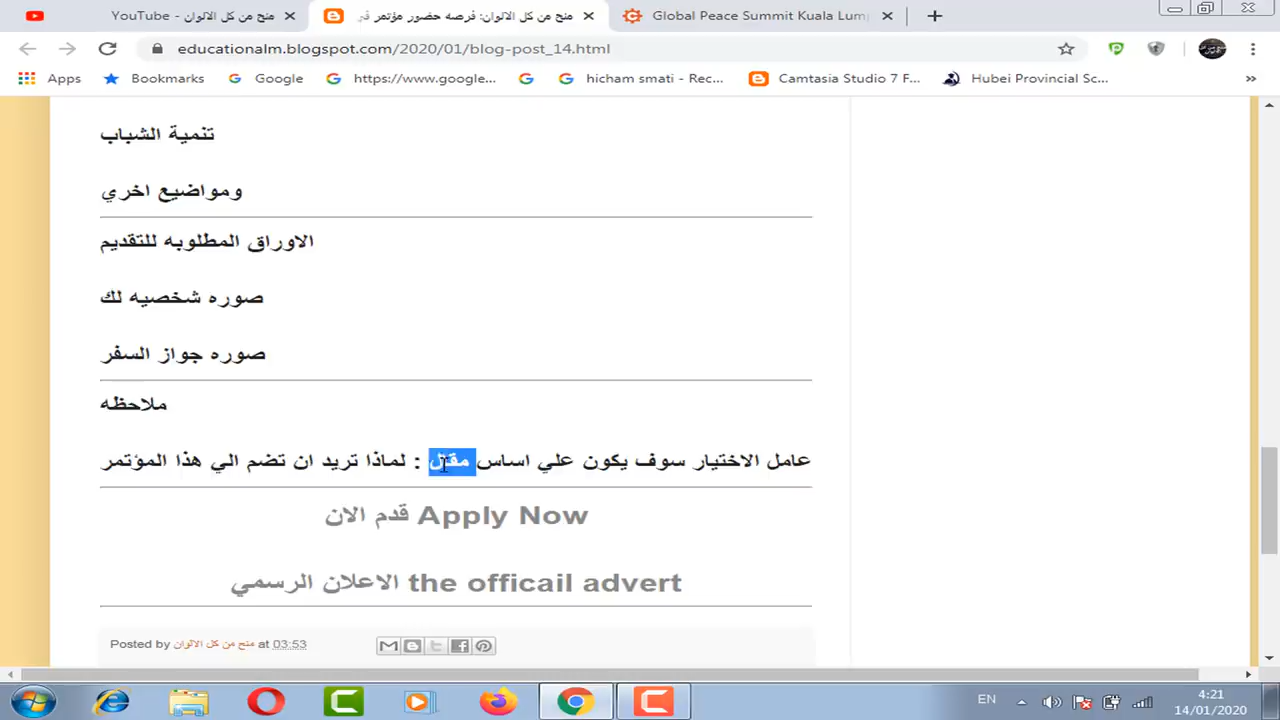 منح من كل الالوان - YouTube
منح من كل الالوان: فرصه حضور مؤتمر في
Global Peace Summit Kuala Lum
educationalm.blogspot.com/2020/01/blog-post_14.html
Apps
Bookmarks
Google
https://www.google...
hicham smati - Rec...
Camtasia Studio 7 F...
Hubei Provincial Sc...
»
تنمية الشباب
ومواضيع اخري
الاوراق المطلوبه للتقديم
صوره شخصيه لك
صوره جواز السفر
ملاحظه
عامل الاختيار سوف يكون علي اساس مقال : لماذا تريد ان تضم الي هذا المؤتمر
Apply Now قدم الان
the officail advert الاعلان الرسمي
Posted by منح من كل الالوان at 03:53
EN
4:21
14/01/2020